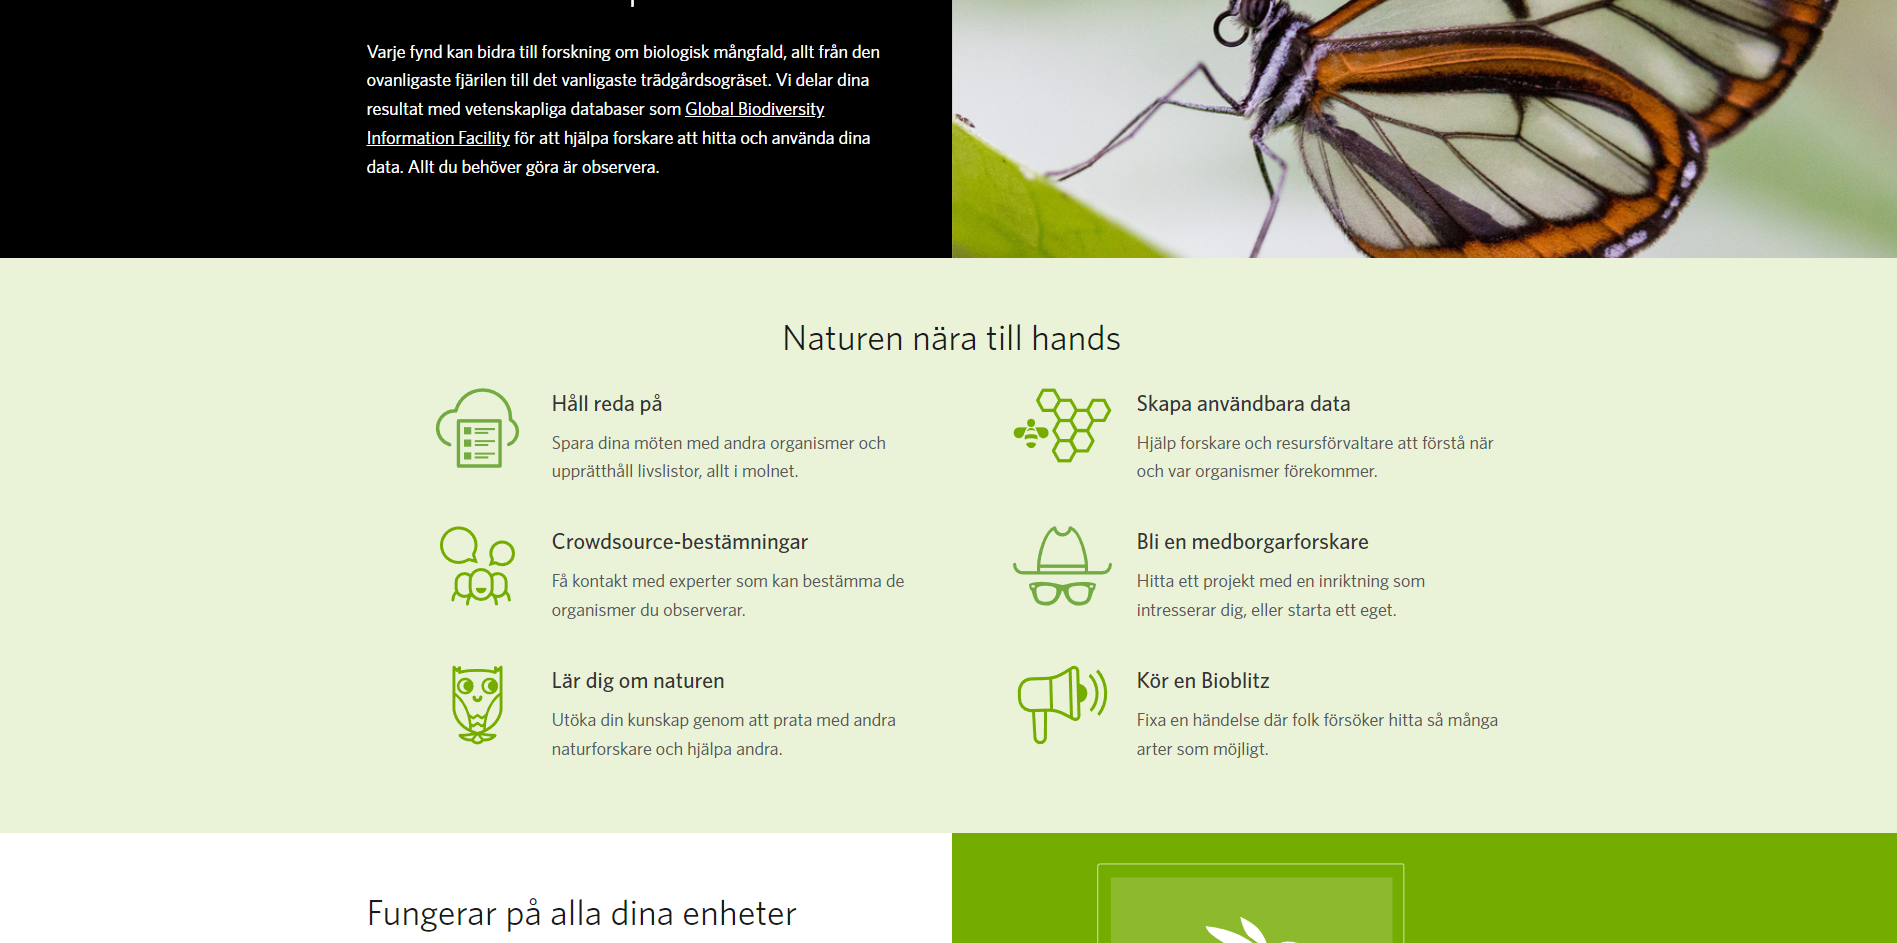 Varje fynd kan bidra till forskning om biologisk mångfald, allt från den
ovanligaste fjärilen till det vanligaste trädgårdsogräset. Vi delar dina
resultat med vetenskapliga databaser som Global Biodiversity
Information Facility för att hjälpa forskare att hitta och använda dina
data. Allt du behöver göra är observera.
Naturen nära till hands
Håll reda på
Spara dina möten med andra organismer och
upprätthåll livslistor, allt i molnet.
Skapa användbara data
Hjälp forskare och resursförvaltare att förstå när
och var organismer förekommer.
Crowdsource-bestämningar
Få kontakt med experter som kan bestämma de
organismer du observerar.
Bli en medborgarforskare
Hitta ett projekt med en inriktning som
intresserar dig, eller starta ett eget.
Lär dig om naturen
Utöka din kunskap genom att prata med andra
naturforskare och hjälpa andra.
Kör en Bioblitz
Fixa en händelse där folk försöker hitta så många
arter som möjligt.
Fungerar på alla dina enheter